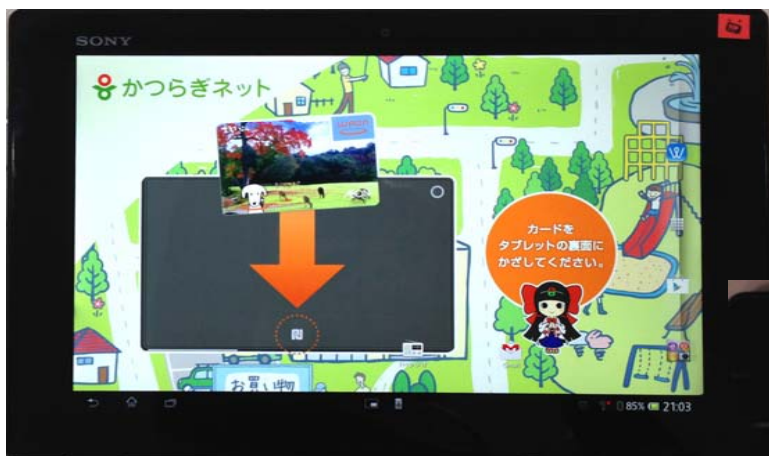 SONY
かつらぎネット
waon
カードを
タブレットの裏面に
かざしてください。
お買い物
85%
21:03